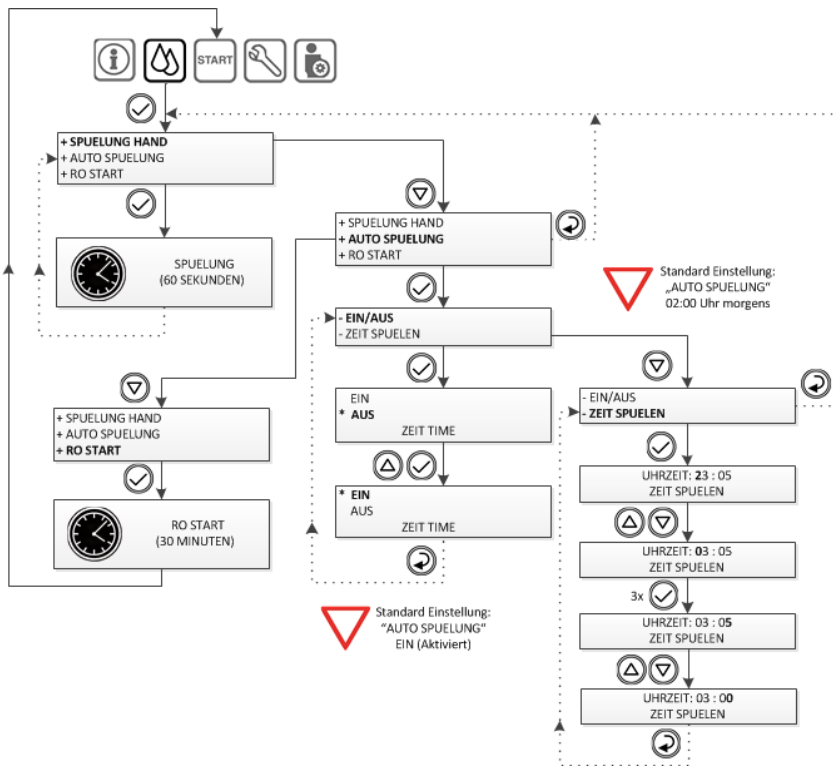 START
+ SPUELUNG HAND
+ AUTO SPUELUNG
+ RO START
SPUELUNG
(60 SEKUNDEN)
+ SPUELUNG HAND
+ AUTO SPUELUNG
+ RO START
Standard Einstellung:
„AUTO SPUELUNG“
02:00 Uhr morgens
- EIN/AUS
- ZEIT SPUELEN
EIN
* AUS
ZEIT TIME
* EIN
AUS
ZEIT TIME
Standard Einstellung:
“AUTO SPUELUNG“
EIN (Aktiviert)
+ SPUELUNG HAND
+ AUTO SPUELUNG
+ RO START
RO START
(30 MINUTEN)
- EIN/AUS
- ZEIT SPUELEN
UHRZEIT: 23 : 05
ZEIT SPUELEN
UHRZEIT: 03 : 05
ZEIT SPUELEN
3x
UHRZEIT: 03 : 05
ZEIT SPUELEN
UHRZEIT: 03 : 00
ZEIT SPUELEN